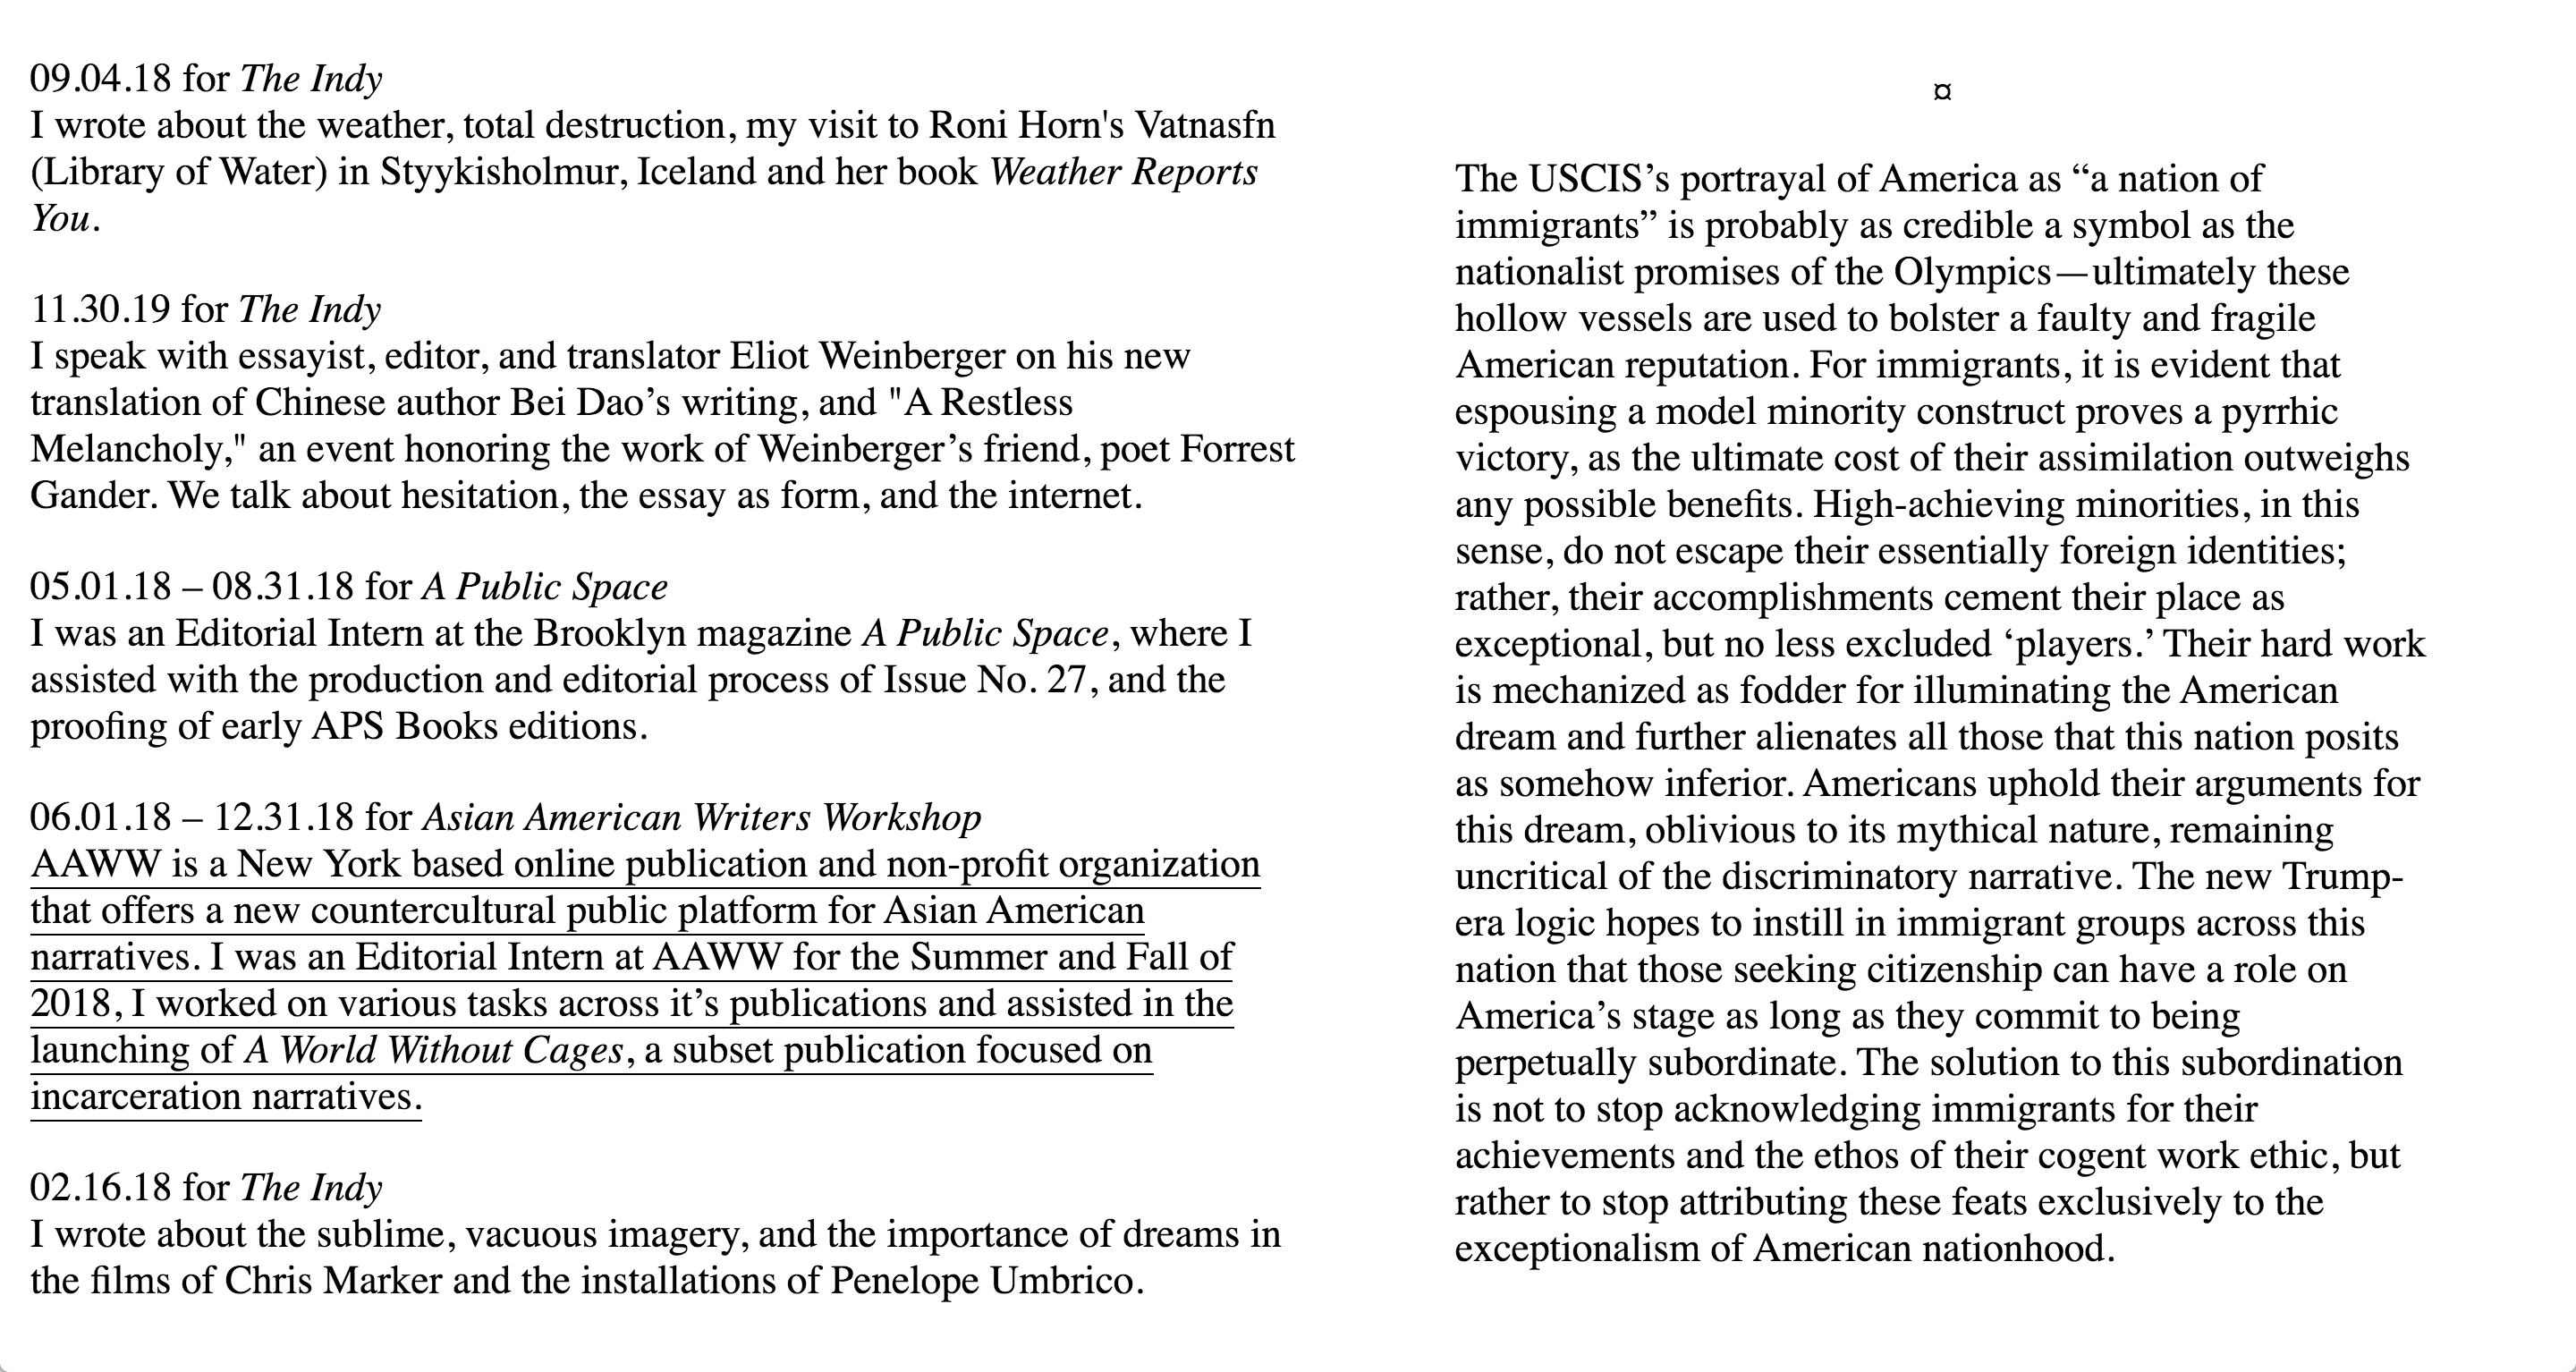 09.04.18 for The Indy
I wrote about the weather, total destruction, my visit to Roni Horn's Vatnasfn
(Library of Water) in Styykisholmur, Iceland and her book Weather Reports
You.
11.30.19 for The Indy
I speak with essayist, editor, and translator Eliot Weinberger on his new
translation of Chinese author Bei Dao’s writing, and "A Restless
Melancholy," an event honoring the work of Weinberger’s friend, poet Forrest
Gander. We talk about hesitation, the essay as form, and the internet.
05.01.18 – 08.31.18 for A Public Space
I was an Editorial Intern at the Brooklyn magazine A Public Space, where I
assisted with the production and editorial process of Issue No. 27, and the
proofing of early APS Books editions.
06.01.18 – 12.31.18 for Asian American Writers Workshop
AAWW is a New York based online publication and non-profit organization
that offers a new countercultural public platform for Asian American
narratives. I was an Editorial Intern at AAWW for the Summer and Fall of
2018, I worked on various tasks across it’s publications and assisted in the
launching of A World Without Cages, a subset publication focused on
incarceration narratives.
02.16.18 for The Indy
I wrote about the sublime, vacuous imagery, and the importance of dreams in
the films of Chris Marker and the installations of Penelope Umbrico.
¤
The USCIS’s portrayal of America as “a nation of
immigrants” is probably as credible a symbol as the
nationalist promises of the Olympics—ultimately these
hollow vessels are used to bolster a faulty and fragile
American reputation. For immigrants, it is evident that
espousing a model minority construct proves a pyrrhic
victory, as the ultimate cost of their assimilation outweighs
any possible benefits. High-achieving minorities, in this
sense, do not escape their essentially foreign identities;
rather, their accomplishments cement their place as
exceptional, but no less excluded ‘players.’ Their hard work
is mechanized as fodder for illuminating the American
dream and further alienates all those that this nation posits
as somehow inferior. Americans uphold their arguments for
this dream, oblivious to its mythical nature, remaining
uncritical of the discriminatory narrative. The new Trump-
era logic hopes to instill in immigrant groups across this
nation that those seeking citizenship can have a role on
America’s stage as long as they commit to being
perpetually subordinate. The solution to this subordination
is not to stop acknowledging immigrants for their
achievements and the ethos of their cogent work ethic, but
rather to stop attributing these feats exclusively to the
exceptionalism of American nationhood.